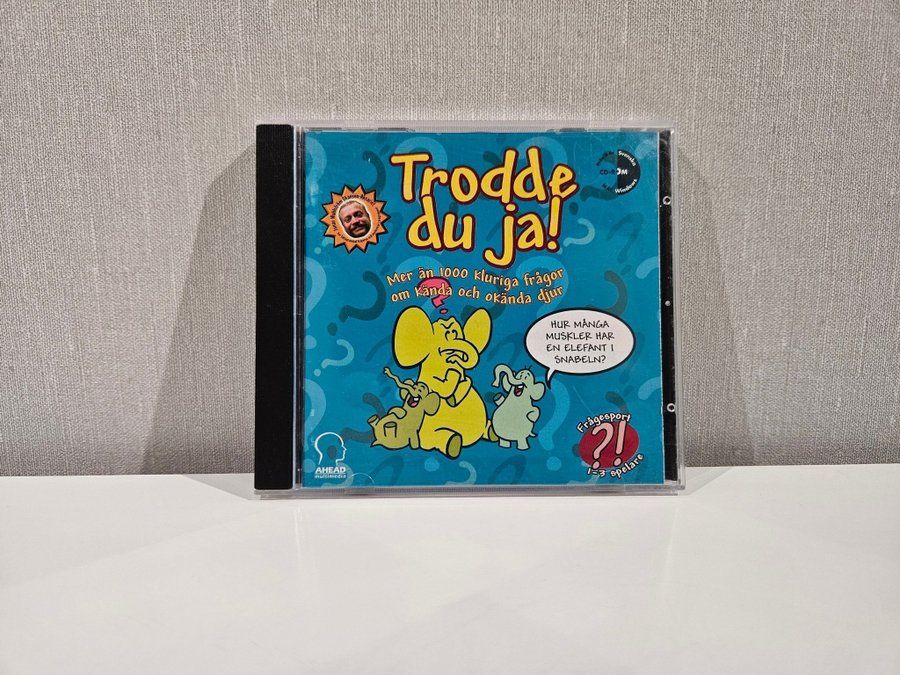 Trodde
du ja!
Mer än 1000 kluriga frågor
om kända och okända djur
Svenska
CD-ROM
Windows
HUR MÅNGA
MUSKLER HAR
EN ELEFANT I
SNABELN?
Frågesport
?!
1-3 spelare
AHEAD
multimedia